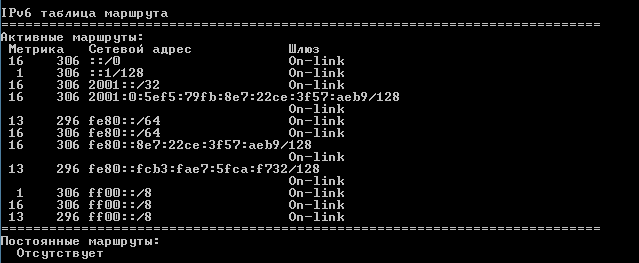 IPv6 таблица маршрута
===========================================================================
Активные маршруты:
 Метрика   Сетевой адрес            Шлюз
 16    306 ::/0                     On-link
  1    306 ::1/128                  On-link
 16    306 2001::/32                On-link
 16    306 2001:0:5ef5:79fb:8e7:22ce:3f57:aeb9/128
                                    On-link
 13    296 fe80::/64                On-link
 16    306 fe80::/64                On-link
 16    306 fe80::8e7:22ce:3f57:aeb9/128
                                    On-link
 13    296 fe80::fcb3:fae7:5fca:f732/128
                                    On-link
  1    306 ff00::/8                 On-link
 16    306 ff00::/8                 On-link
 13    296 ff00::/8                 On-link
===========================================================================
Постоянные маршруты:
  Отсутствует